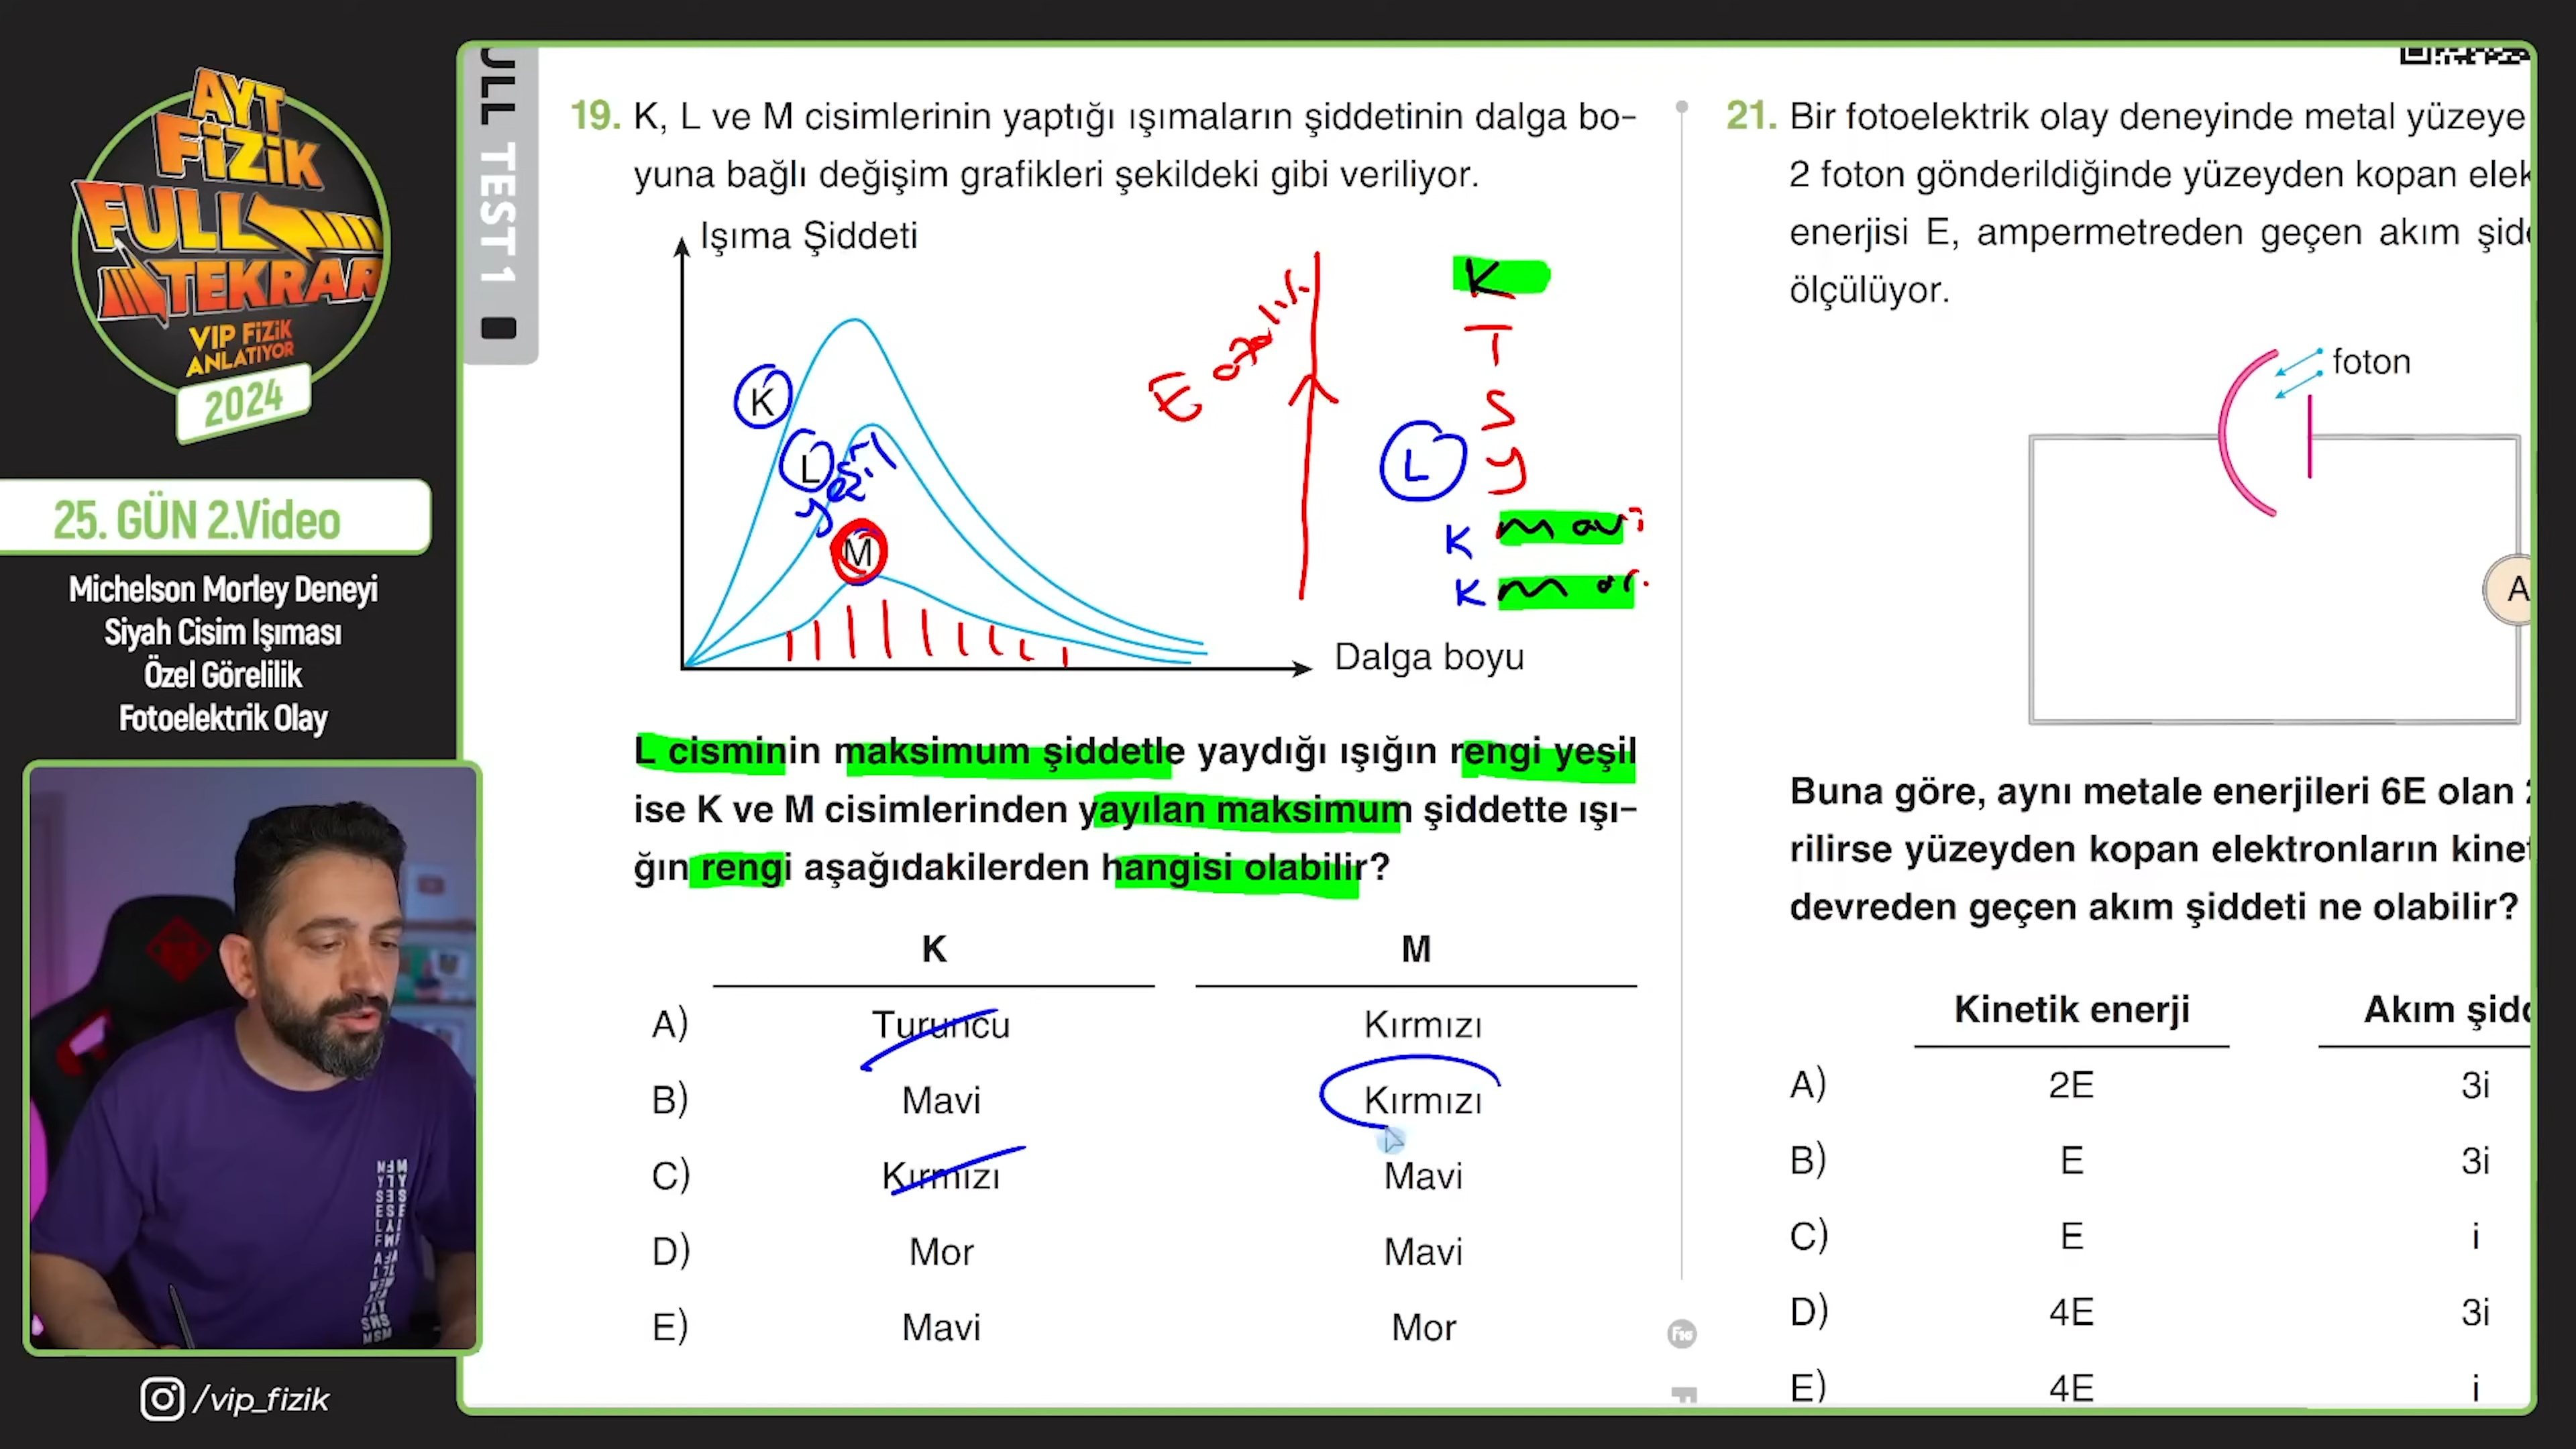 AYT
FİZİK
FULL
TEKRAR
VIP FİZİK
ANLATIYOR
2024
25. GÜN 2.Video
Michelson Morley Deneyi
Siyah Cisim Işıması
Özel Görelilik
Fotoelektrik Olay
/vip_fizik
TEST 1
19. K, L ve M cisimlerinin yaptığı ışımaların şiddetinin dalga bo-
yuna bağlı değişim grafikleri şekildeki gibi veriliyor.
Işıma Şiddeti
K
L
yeşil
M
Dalga boyu
E azalır
K
T
S
L Y
K mavi
K mor.
L cisminin maksimum şiddetle yaydığı ışığın rengi yeşil
ise K ve M cisimlerinden yayılan maksimum şiddette ışı-
ğın rengi aşağıdakilerden hangisi olabilir?
K M
A) Turuncu Kırmızı
B) Mavi Kırmızı
C) Kırmızı Mavi
D) Mor Mavi
E) Mavi Mor
21. Bir fotoelektrik olay deneyinde metal yüzeye
2 foton gönderildiğinde yüzeyden kopan elek
enerjisi E, ampermetreden geçen akım şid
ölçülüyor.
foton
A
Buna göre, aynı metale enerjileri 6E olan
rilirse yüzeyden kopan elektronların kine
devreden geçen akım şiddeti ne olabilir?
Kinetik enerji Akım şid
A) 2E 3i
B) E 3i
C) E i
D) 4E 3i
E) 4E i